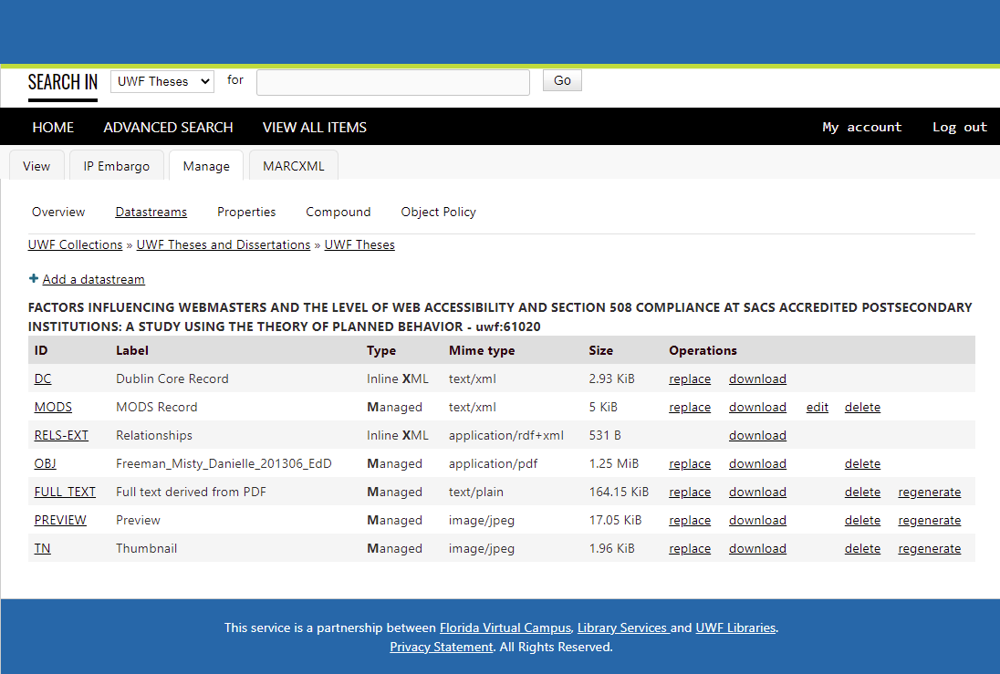 SEARCH IN UWF Theses for Go
HOME ADVANCED SEARCH VIEW ALL ITEMS My account Log out
View IP Embargo Manage MARCXML
Overview Datastreams Properties Compound Object Policy
UWF Collections » UWF Theses and Dissertations » UWF Theses
+ Add a datastream
FACTORS INFLUENCING WEBMASTERS AND THE LEVEL OF WEB ACCESSIBILITY AND SECTION 508 COMPLIANCE AT SACS ACCREDITED POSTSECONDARY
INSTITUTIONS: A STUDY USING THE THEORY OF PLANNED BEHAVIOR - uwf:61020
ID Label Type Mime type Size Operations
DC Dublin Core Record Inline XML text/xml 2.93 KiB replace download
MODS MODS Record Managed text/xml 5 KiB replace download edit delete
RELS-EXT Relationships Inline XML application/rdf+xml 531 B download
OBJ Freeman_Misty_Danielle_201306_EdD Managed application/pdf 1.25 MiB replace download delete
FULL_TEXT Full text derived from PDF Managed text/plain 164.15 KiB replace download delete regenerate
PREVIEW Preview Managed image/jpeg 17.05 KiB replace download delete regenerate
TN Thumbnail Managed image/jpeg 1.96 KiB replace download delete regenerate
This service is a partnership between Florida Virtual Campus, Library Services and UWF Libraries.
Privacy Statement. All Rights Reserved.